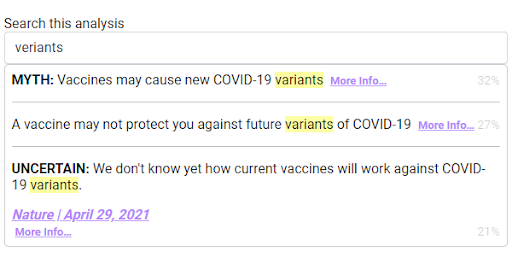 Search this analysis
veriants
MYTH: Vaccines may cause new COVID-19 variants More Info... 32%
A vaccine may not protect you against future variants of COVID-19 More Info... 27%
UNCERTAIN: We don't know yet how current vaccines will work against COVID-
19 variants.
Nature | April 29, 2021
More Info... 21%